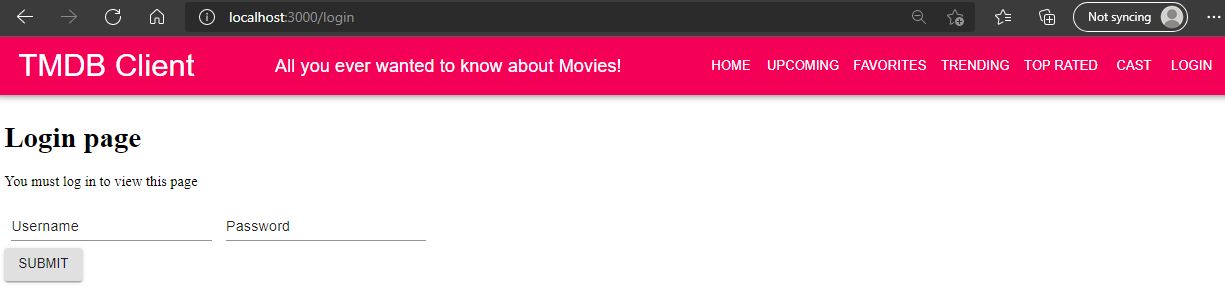 localhost:3000/login
Not syncing
TMDB Client
All you ever wanted to know about Movies!
HOME UPCOMING FAVORITES TRENDING TOP RATED CAST LOGIN
Login page
You must log in to view this page
Username Password
SUBMIT